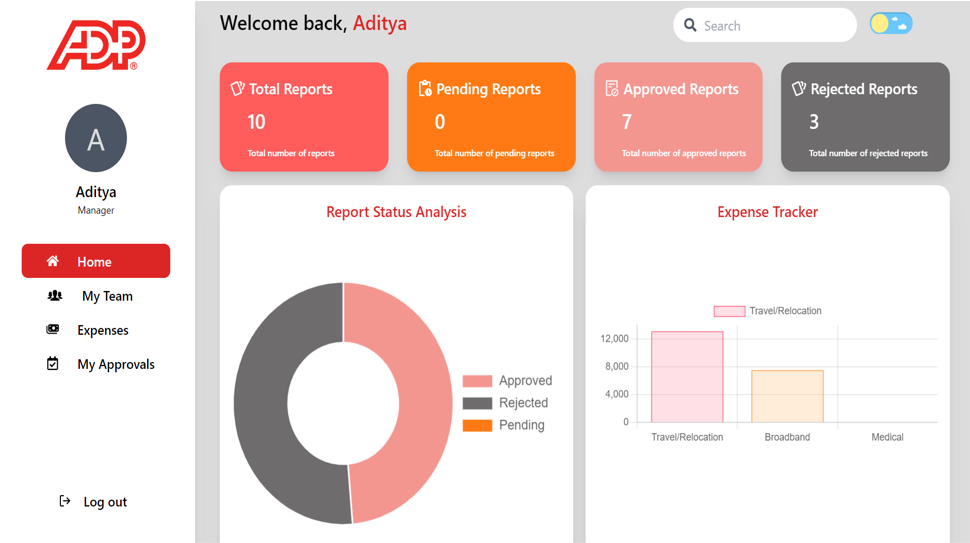 ADP®
A
Aditya
Manager
Home
My Team
Expenses
My Approvals
Log out
Welcome back, Aditya
Search
Total Reports
10
Total number of reports
Pending Reports
0
Total number of pending reports
Approved Reports
7
Total number of approved reports
Rejected Reports
3
Total number of rejected reports
Report Status Analysis
Approved
Rejected
Pending
Expense Tracker
Travel/Relocation
12,000
8,000
4,000
0
Travel/Relocation Broadband Medical